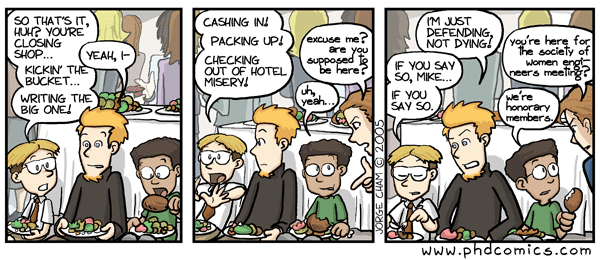 SO THAT'S IT,
HUH? YOU'RE
CLOSING
SHOP...
YEAH, I-
KICKIN' THE
BUCKET...
WRITING THE
BIG ONE!
CASHING IN!
PACKING UP!
CHECKING
OUT OF HOTEL
MISERY!
excuse me?
are you
supposed to
be here?
uh,
yeah...
JORGE CHAM © 2005
I'M JUST
DEFENDING,
NOT DYING!
IF YOU SAY
SO, MIKE...
IF YOU
SAY SO.
you're here for
the society of
women engi-
neers meeting?
we're
honorary
members.
www.phdcomics.com